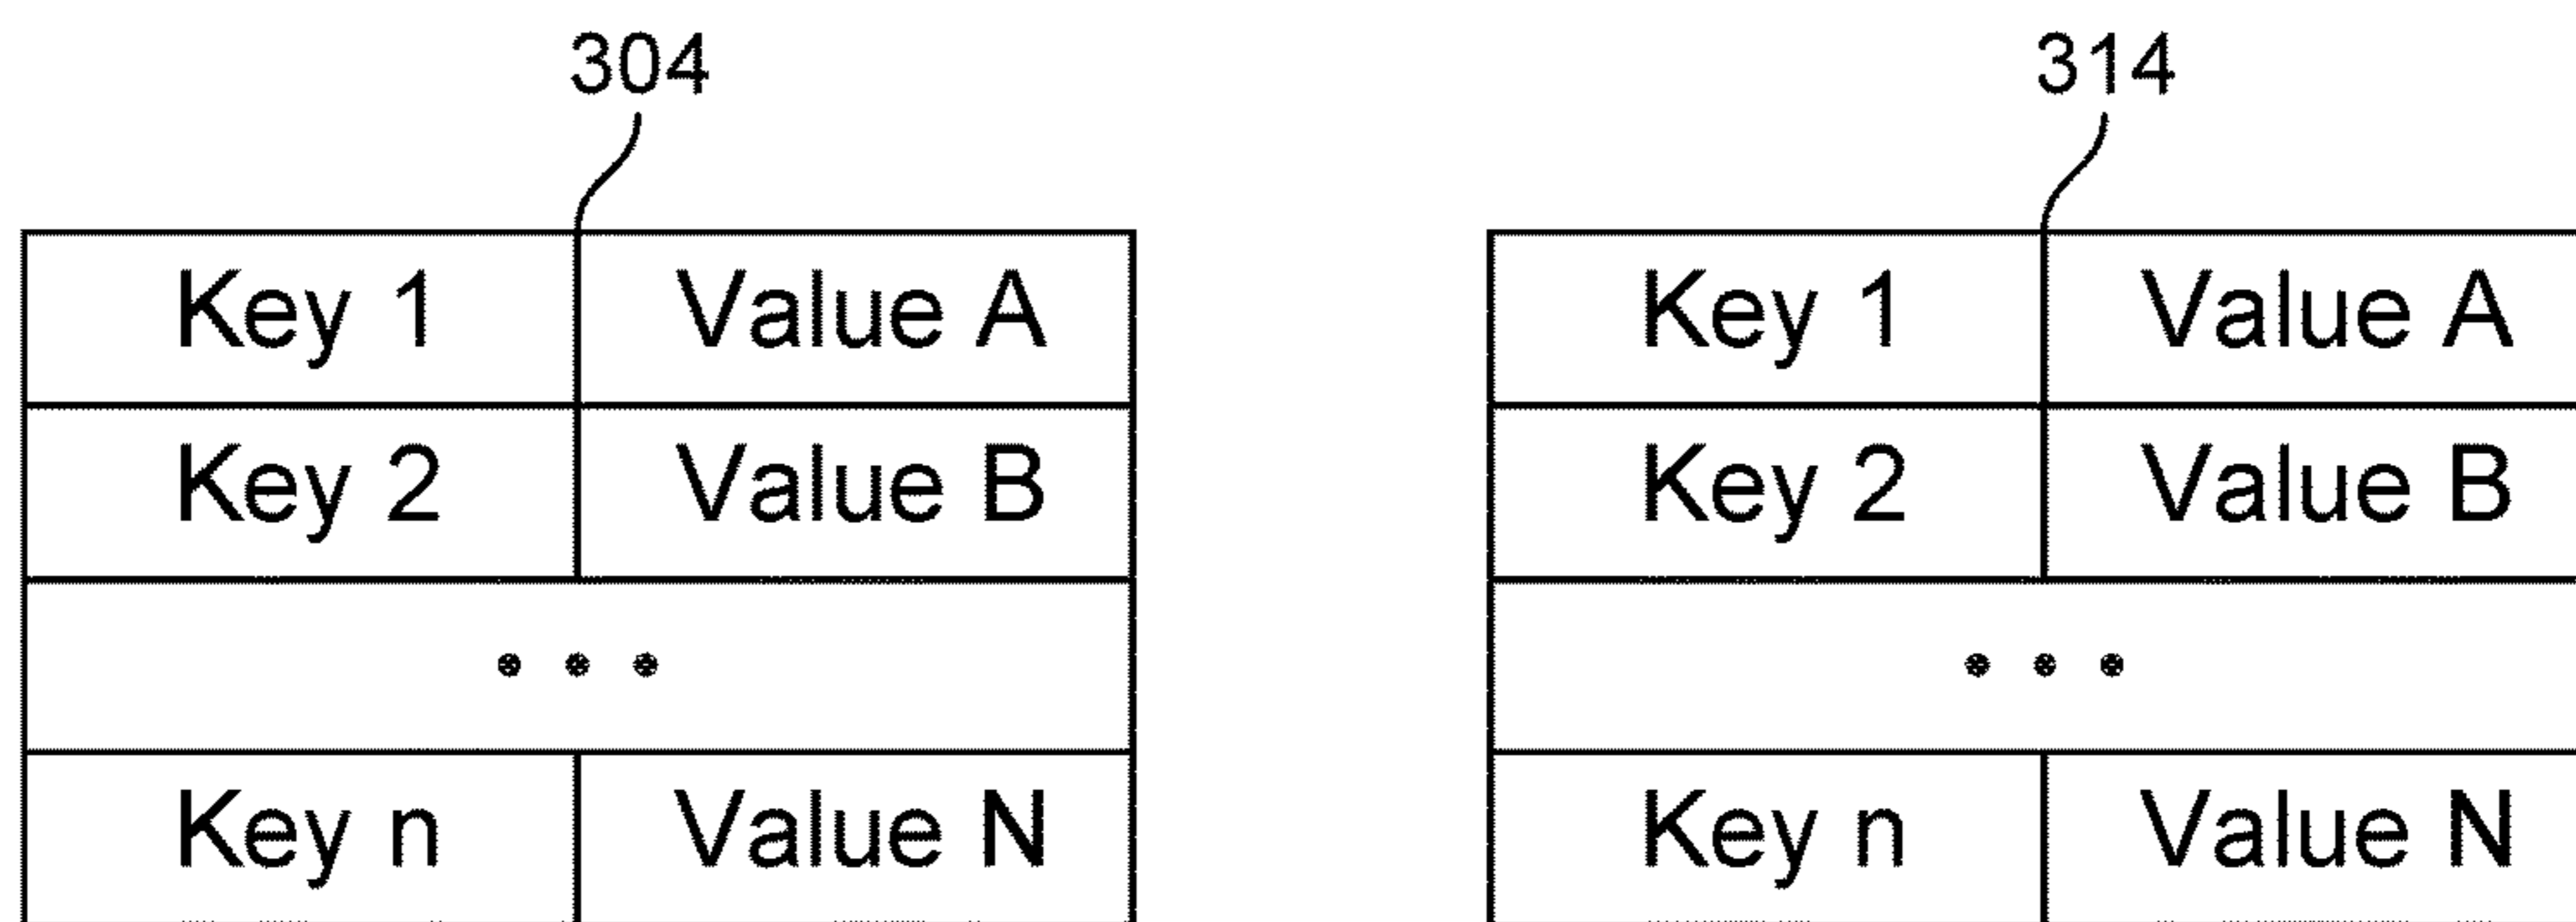 304 314
Key 1 Value A Key 1 Value A
Key 2 Value B Key 2 Value B
• • • • • •
Key n Value N Key n Value N